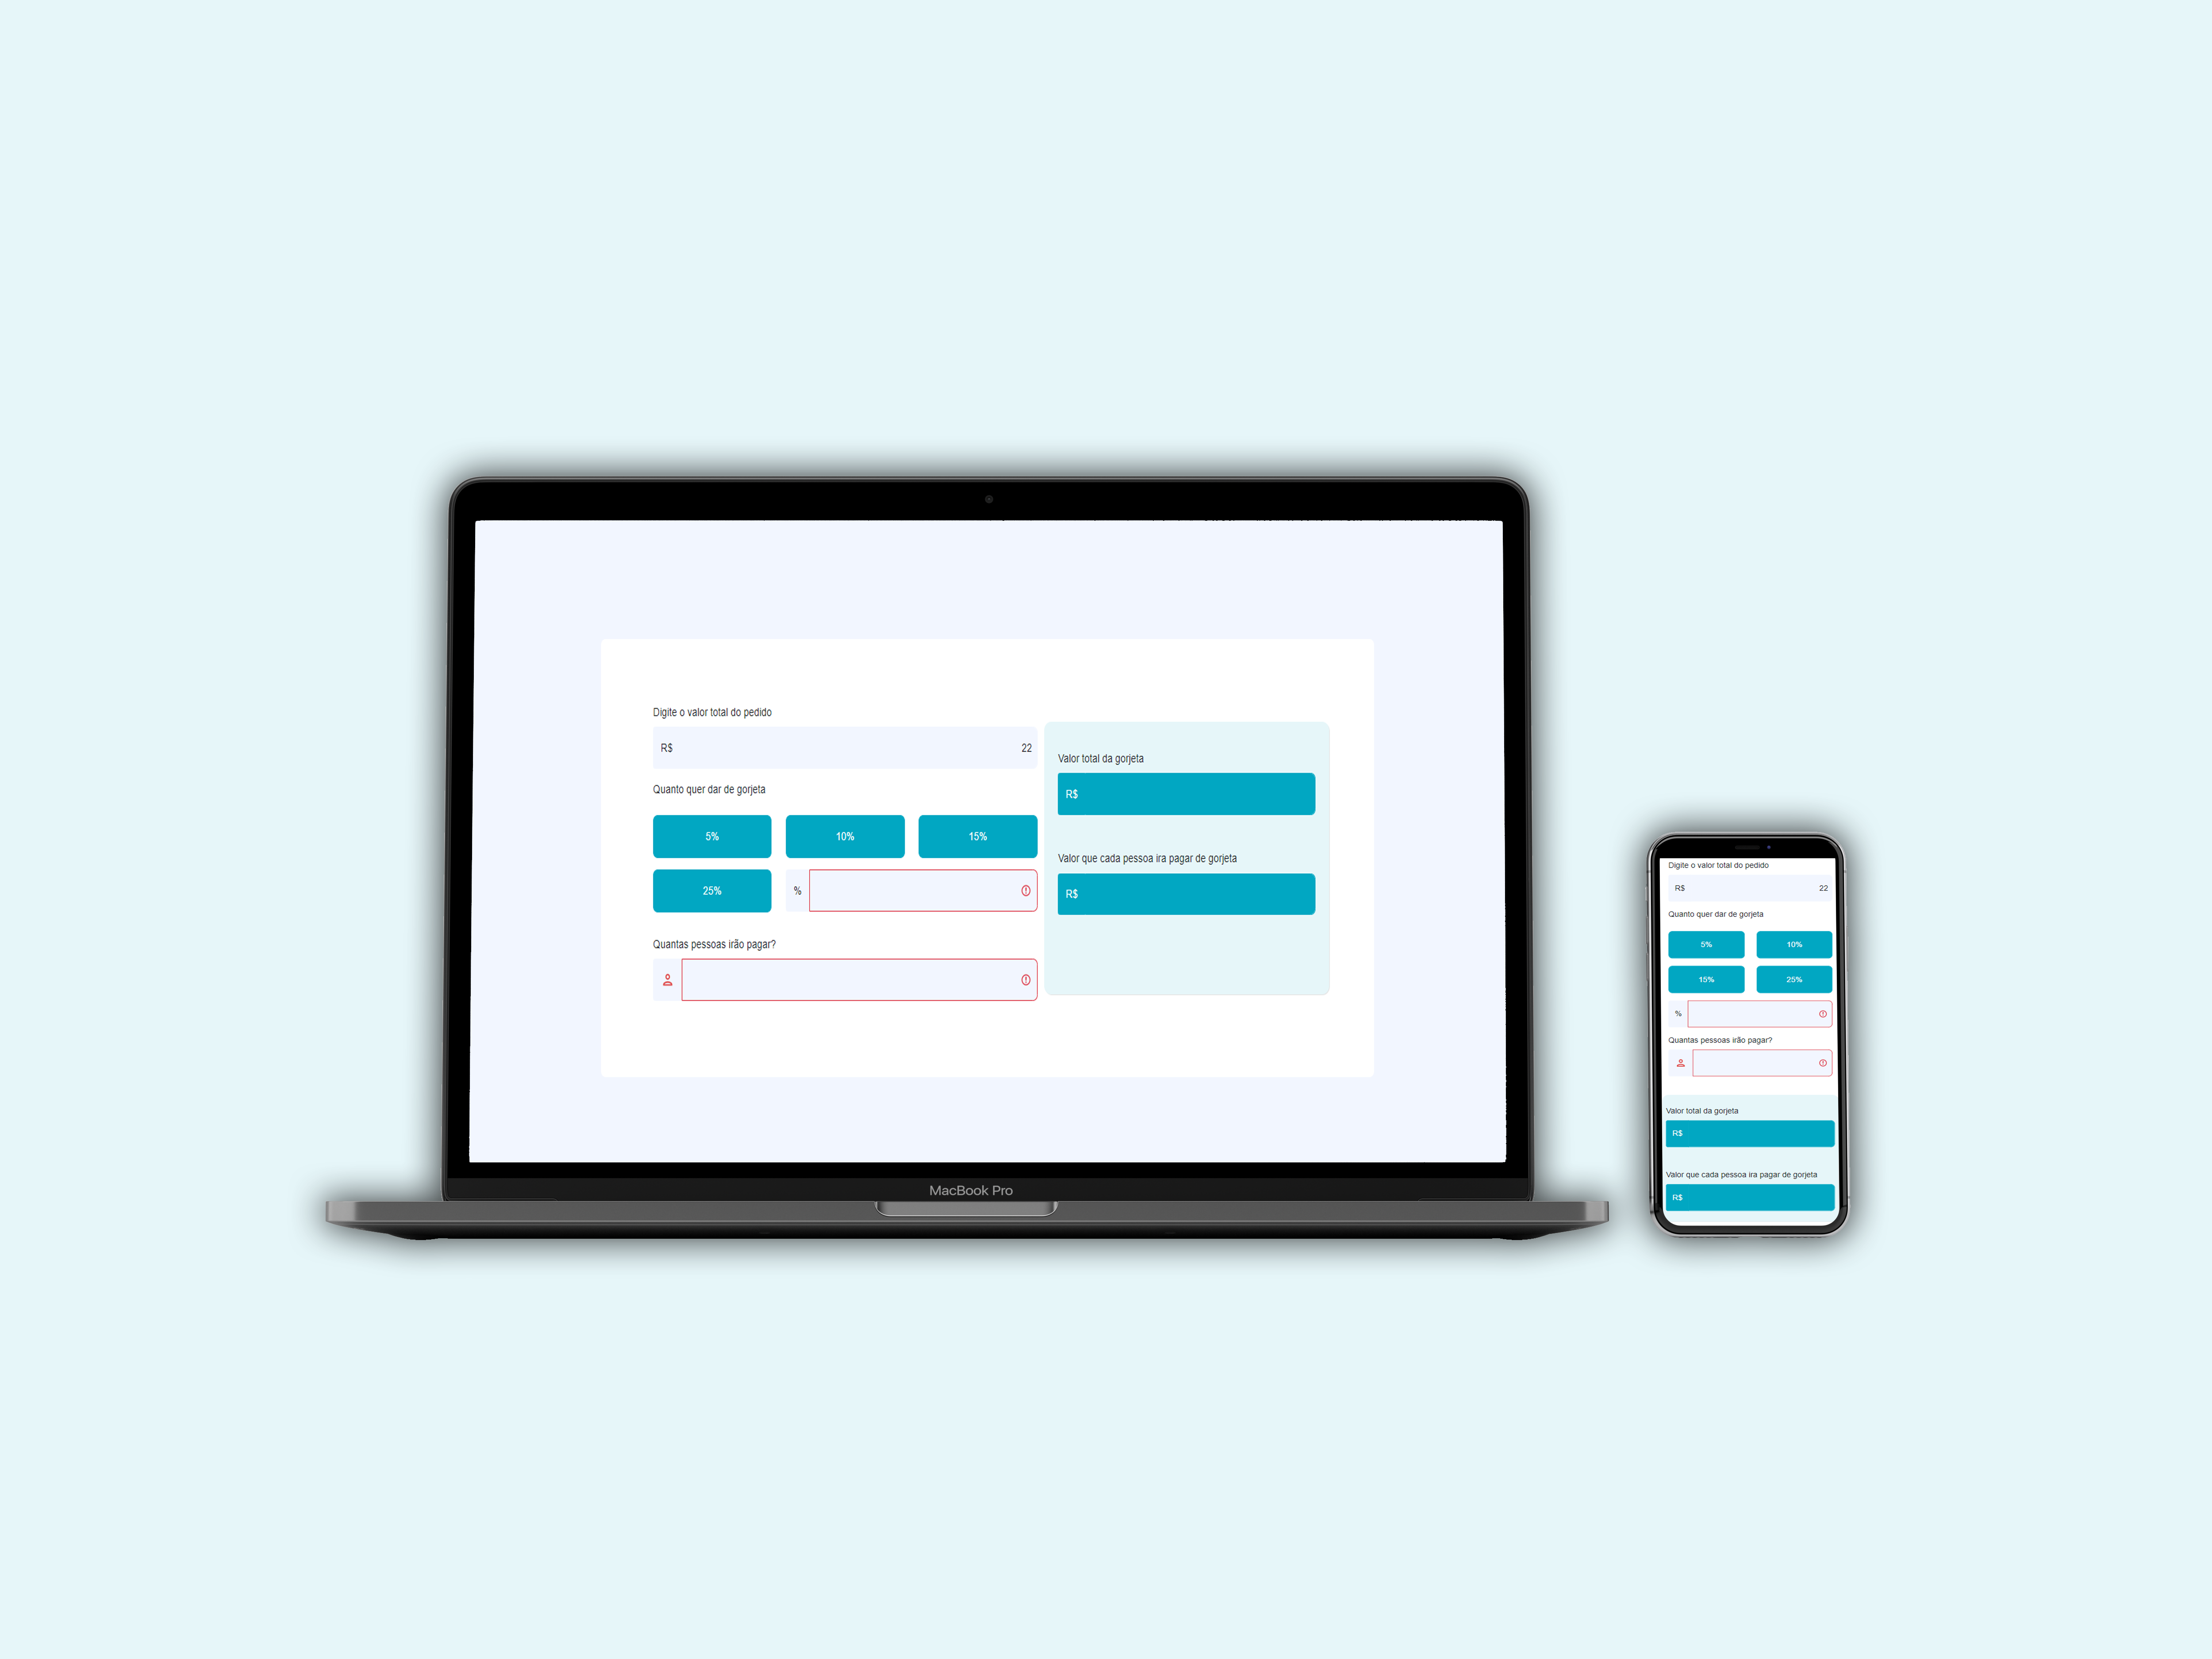 Digite o valor total do pedido
R$ 22
Quanto quer dar de gorjeta
5% 10% 15%
25% %
Quantas pessoas irão pagar?
Valor total da gorjeta
R$
Valor que cada pessoa ira pagar de gorjeta
R$
MacBook Pro
Digite o valor total do pedido
R$ 22
Quanto quer dar de gorjeta
5% 10%
15% 25%
%
Quantas pessoas irão pagar?
Valor total da gorjeta
R$
Valor que cada pessoa ira pagar de gorjeta
R$